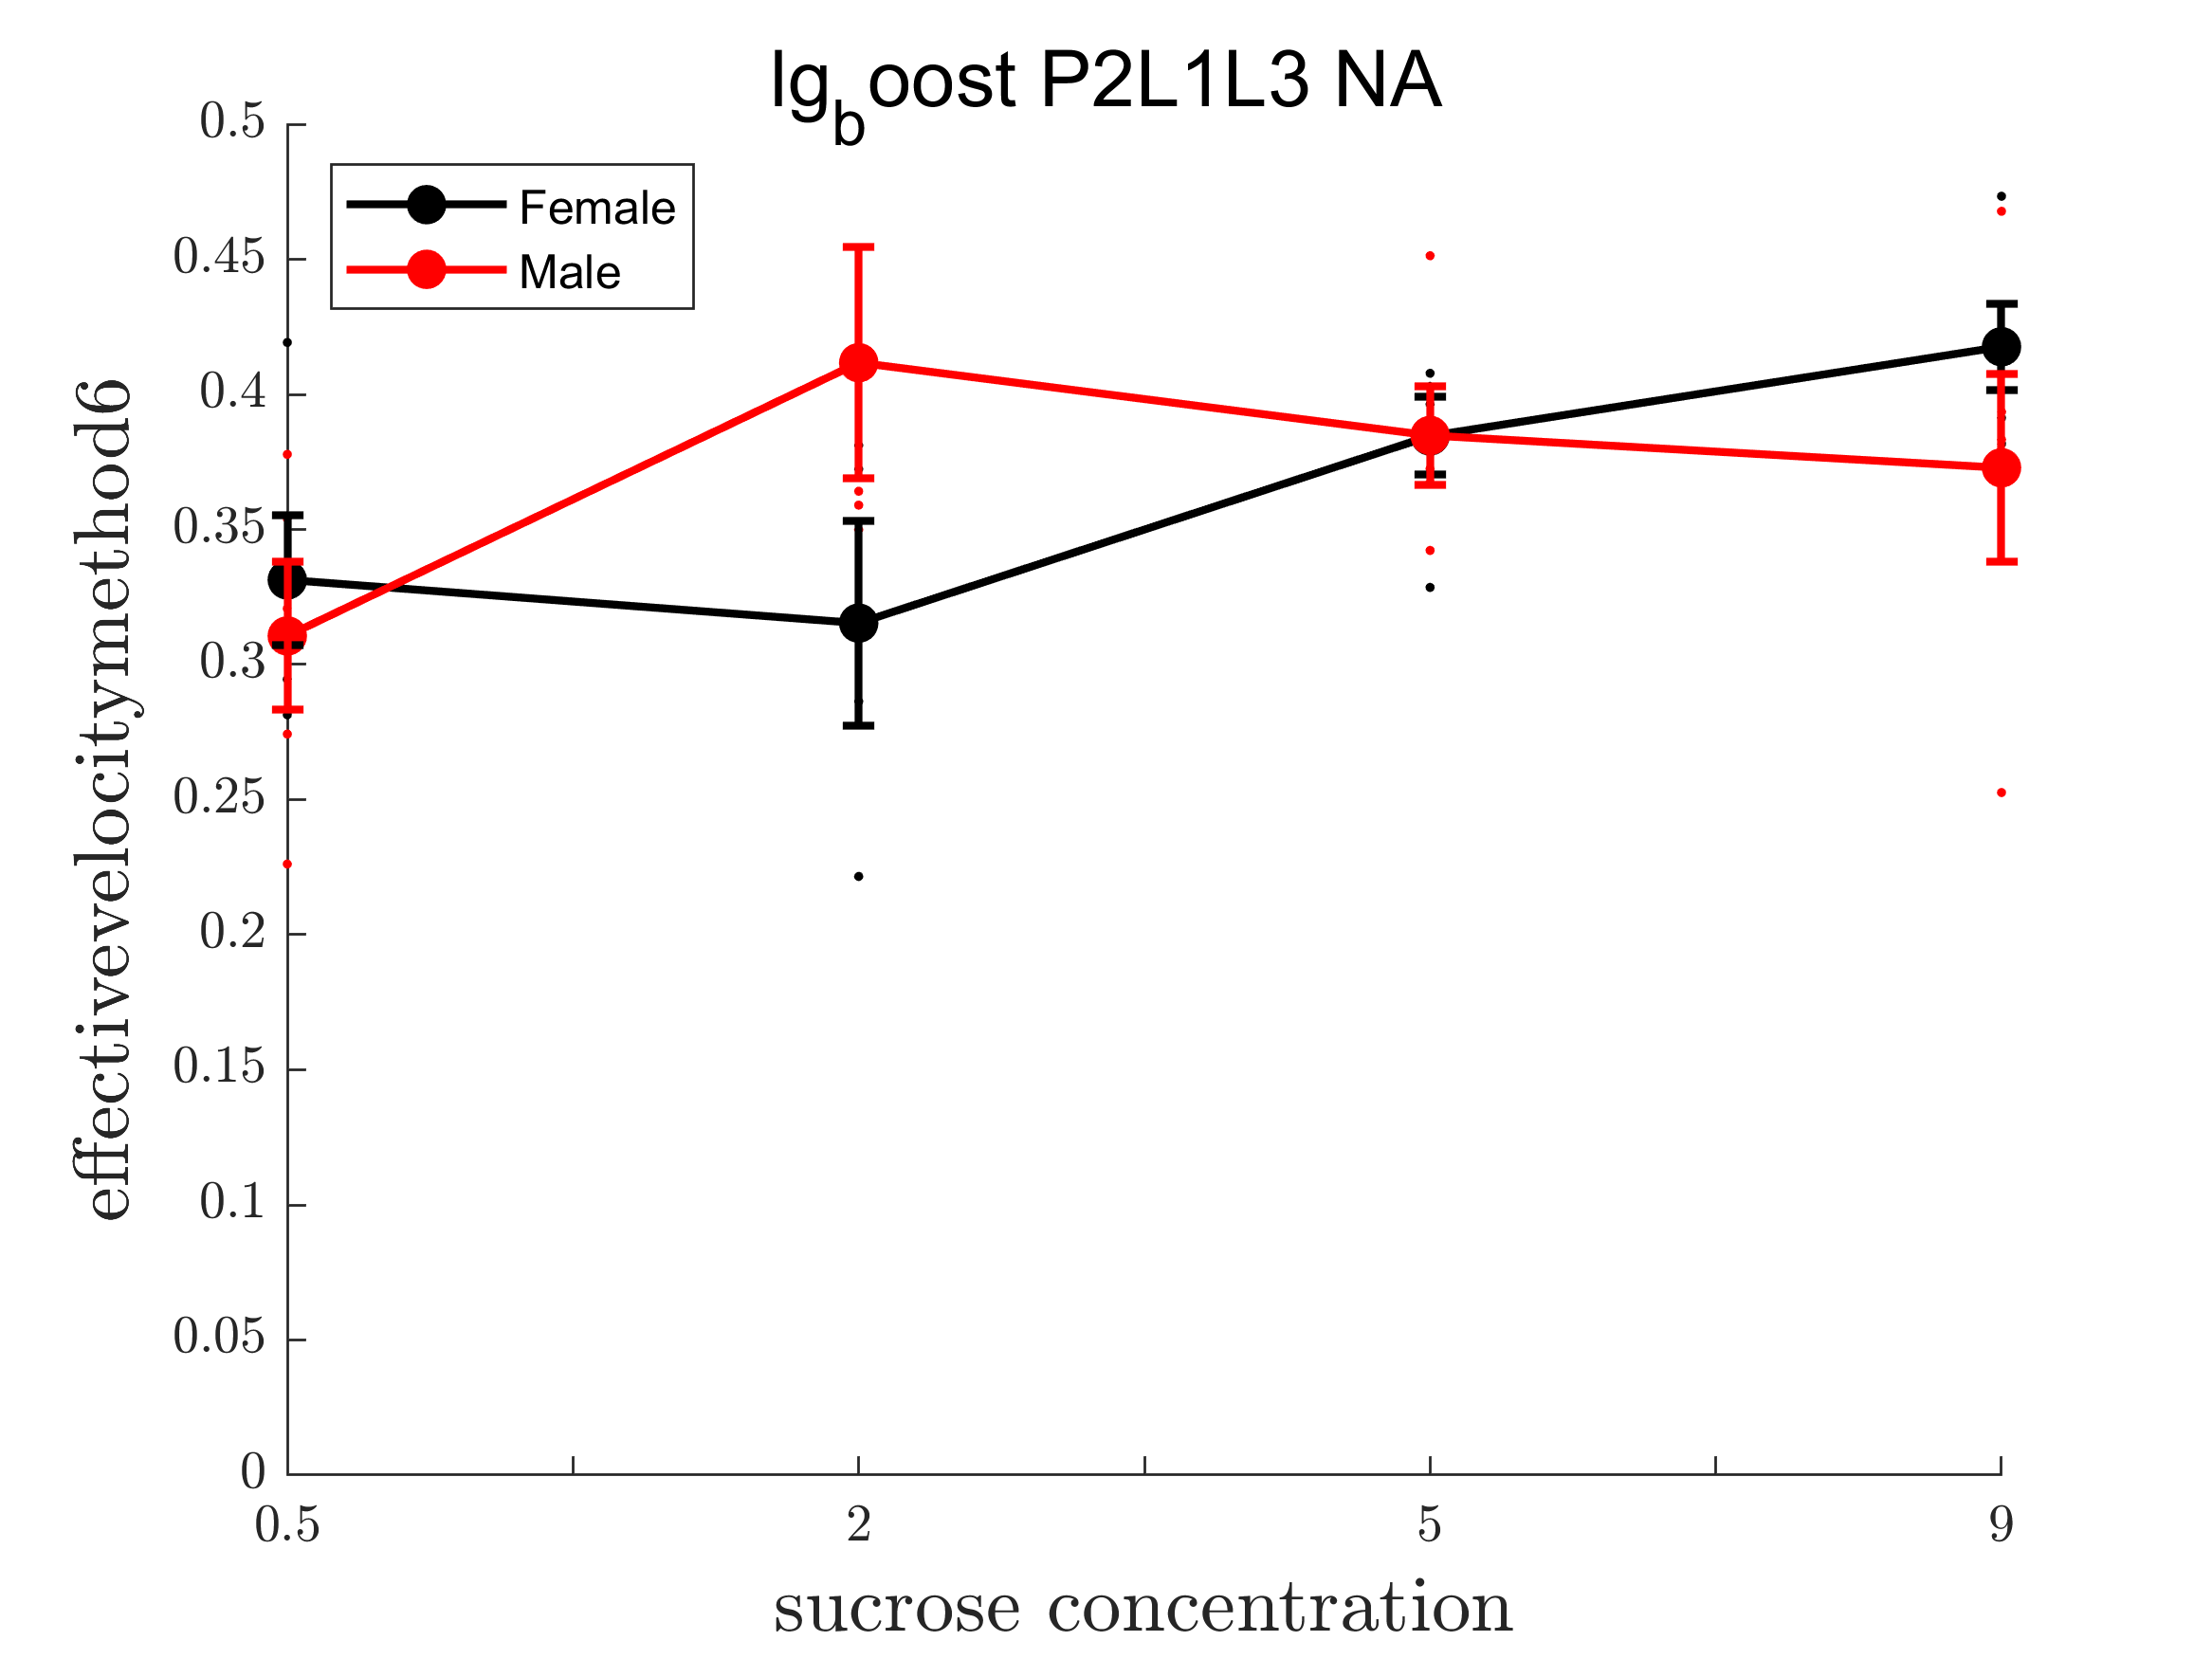 lg_boost P2L1L3 NA
Female
Male
effectivevelocitymethod6
0.5
0.45
0.4
0.35
0.3
0.25
0.2
0.15
0.1
0.05
0
0.5 2 5 9
sucrose concentration